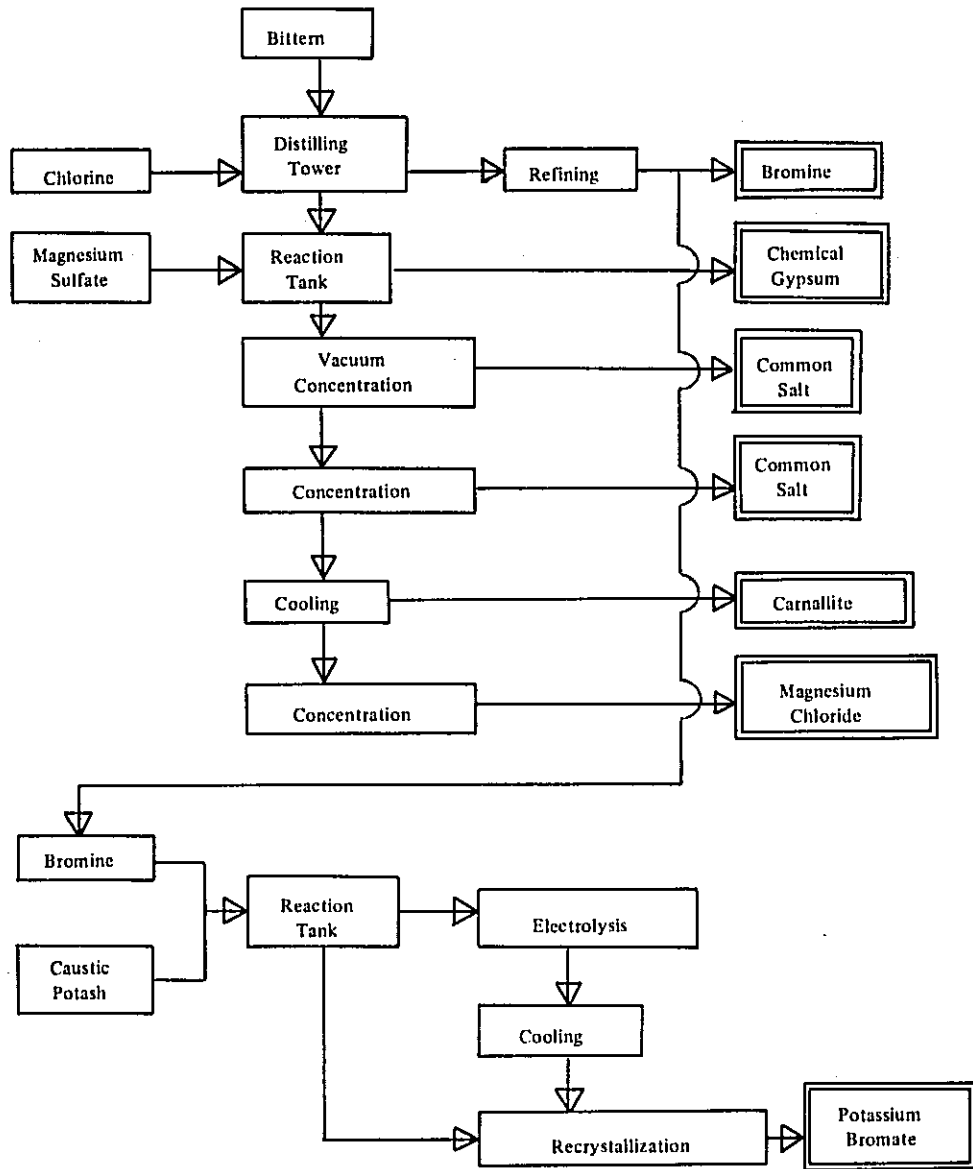 Bittern
Distilling
Tower
Chlorine
Refining
Bromine
Magnesium
Sulfate
Reaction
Tank
Chemical
Gypsum
Vacuum
Concentration
Common
Salt
Concentration
Common
Salt
Cooling
Carnallite
Concentration
Magnesium
Chloride
Bromine
Reaction
Tank
Electrolysis
Caustic
Potash
Cooling
Recrystallization
Potassium
Bromate